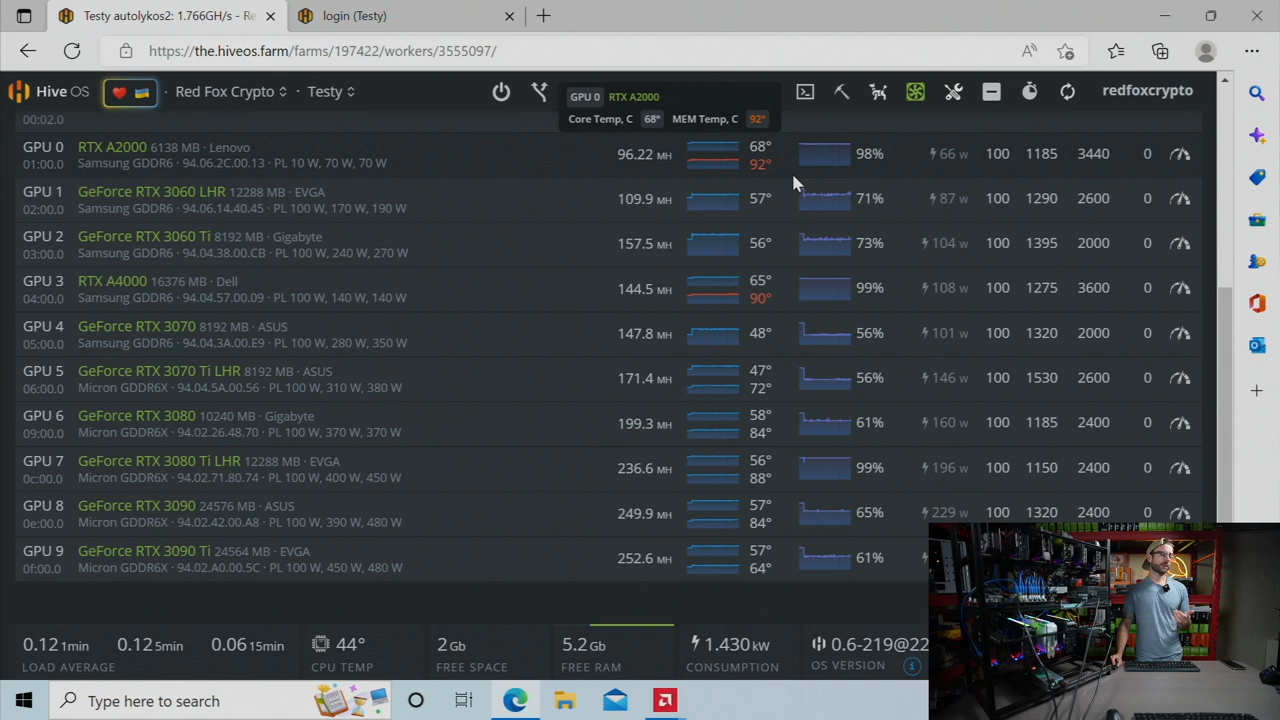 Testy autolykos2: 1.766GH/s - Re
login (Testy)
https://the.hiveos.farm/farms/197422/workers/3555097/
Hive OS
Red Fox Crypto
Testy
GPU 0 RTX A2000
Core Temp, C 68° MEM Temp, C 92°
redfoxcrypto
00:02.0
GPU 0 RTX A2000 6138 MB · Lenovo 96.22 MH 68° 98% 66 w 100 1185 3440 0
01:00.0 Samsung GDDR6 · 94.06.2C.00.13 · PL 10 W, 70 W, 70 W 92°
GPU 1 GeForce RTX 3060 LHR 12288 MB · EVGA 109.9 MH 57° 71% 87 w 100 1290 2600 0
02:00.0 Samsung GDDR6 · 94.06.14.40.45 · PL 100 W, 170 W, 190 W
GPU 2 GeForce RTX 3060 Ti 8192 MB · Gigabyte 157.5 MH 56° 73% 104 w 100 1395 2000 0
03:00.0 Samsung GDDR6 · 94.04.38.00.CB · PL 100 W, 240 W, 270 W
GPU 3 RTX A4000 16376 MB · Dell 144.5 MH 65° 99% 108 w 100 1275 3600 0
04:00.0 Samsung GDDR6 · 94.04.57.00.09 · PL 100 W, 140 W, 140 W 90°
GPU 4 GeForce RTX 3070 8192 MB · ASUS 147.8 MH 48° 56% 101 w 100 1320 2000 0
05:00.0 Samsung GDDR6 · 94.04.3A.00.E9 · PL 100 W, 280 W, 350 W
GPU 5 GeForce RTX 3070 Ti LHR 8192 MB · ASUS 171.4 MH 47° 56% 146 w 100 1530 2600 0
06:00.0 Micron GDDR6X · 94.04.5A.00.56 · PL 100 W, 310 W, 380 W 72°
GPU 6 GeForce RTX 3080 10240 MB · Gigabyte 199.3 MH 58° 61% 160 w 100 1185 2400 0
09:00.0 Micron GDDR6X · 94.02.26.48.70 · PL 100 W, 370 W, 370 W 84°
GPU 7 GeForce RTX 3080 Ti LHR 12288 MB · EVGA 236.6 MH 56° 99% 196 w 100 1150 2400 0
0c:00.0 Micron GDDR6X · 94.02.71.80.74 · PL 100 W, 400 W, 450 W 88°
GPU 8 GeForce RTX 3090 24576 MB · ASUS 249.9 MH 57° 65% 229 w 100 1320 2400 0
0e:00.0 Micron GDDR6X · 94.02.42.00.A8 · PL 100 W, 390 W, 480 W 84°
GPU 9 GeForce RTX 3090 Ti 24564 MB · EVGA 252.6 MH 57° 61%
0f:00.0 Micron GDDR6X · 94.02.A0.00.5C · PL 100 W, 450 W, 480 W 64°
0.12 1min 0.12 5min 0.06 15min 44° 2 Gb 5.2 Gb 1.430 kW 0.6-219@22
LOAD AVERAGE CPU TEMP FREE SPACE FREE RAM CONSUMPTION OS VERSION
Type here to search